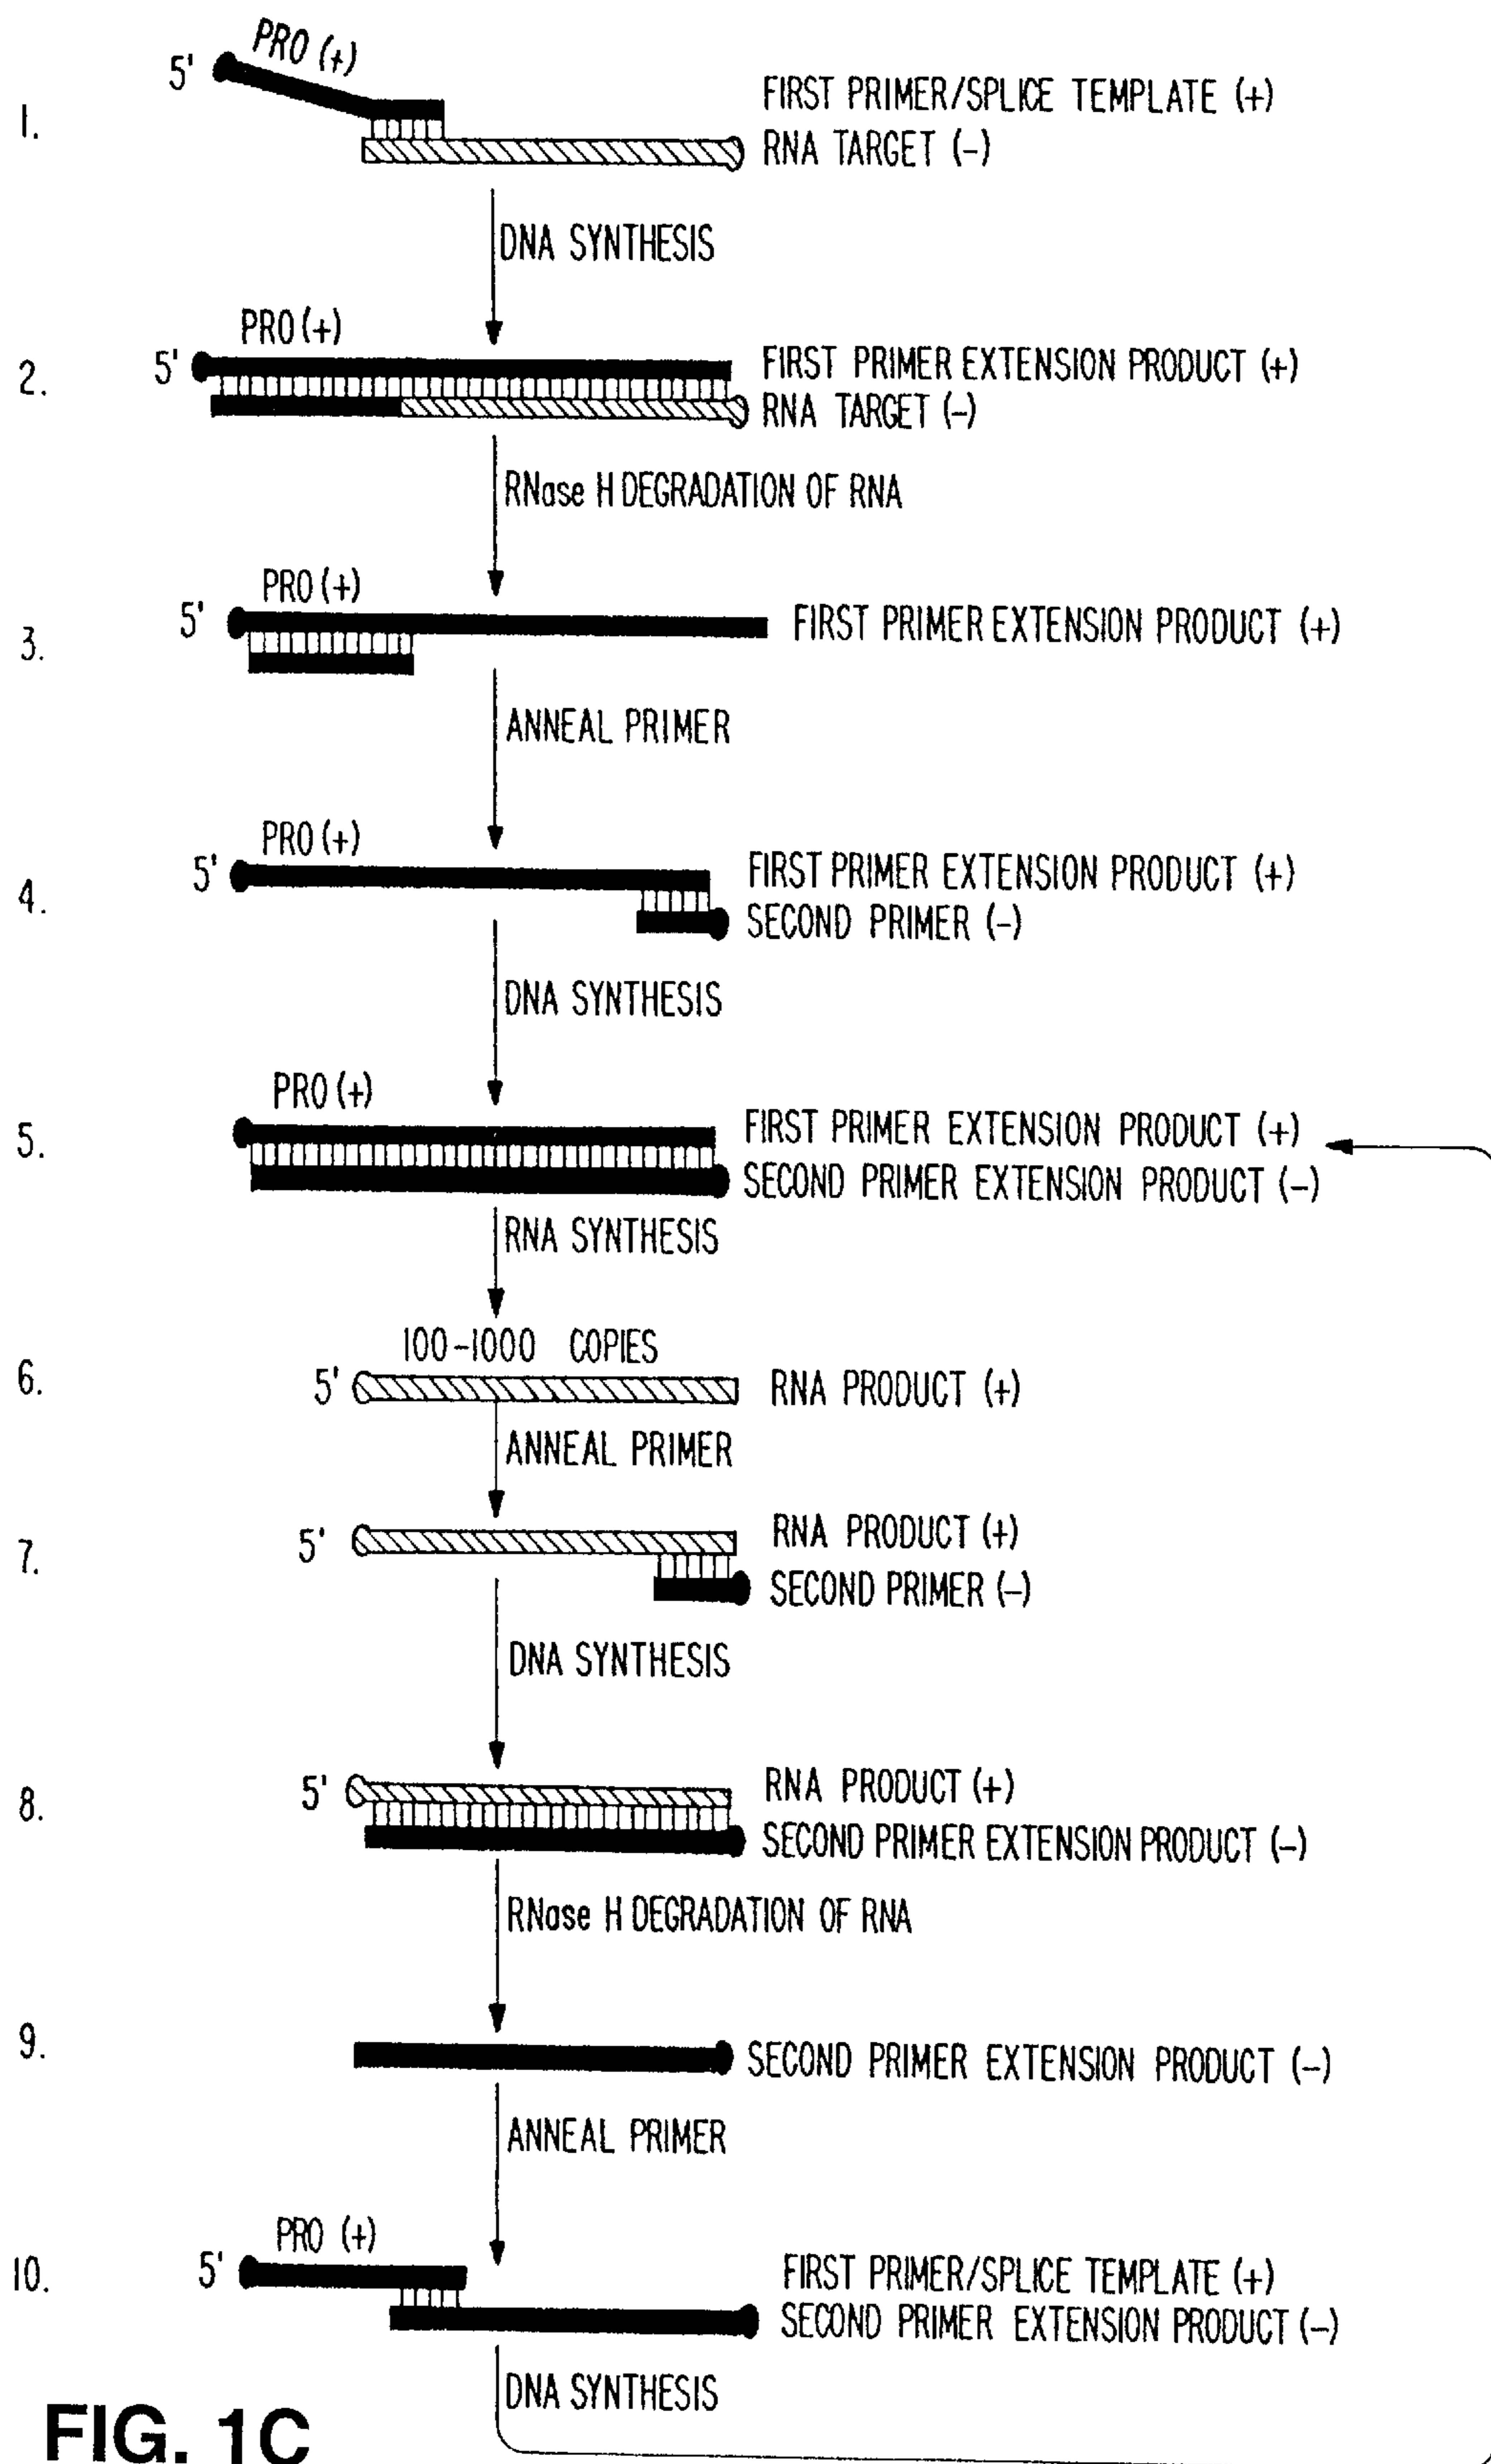 PRO (+)
1. 5' FIRST PRIMER/SPLICE TEMPLATE (+)
RNA TARGET (-)
DNA SYNTHESIS
PRO (+)
2. 5' FIRST PRIMER EXTENSION PRODUCT (+)
RNA TARGET (-)
RNase H DEGRADATION OF RNA
PRO (+)
3. 5' FIRST PRIMER EXTENSION PRODUCT (+)
ANNEAL PRIMER
PRO (+)
4. 5' FIRST PRIMER EXTENSION PRODUCT (+)
SECOND PRIMER (-)
DNA SYNTHESIS
PRO (+)
5. FIRST PRIMER EXTENSION PRODUCT (+)
SECOND PRIMER EXTENSION PRODUCT (-)
RNA SYNTHESIS
100-1000 COPIES
6. 5' RNA PRODUCT (+)
ANNEAL PRIMER
7. 5' RNA PRODUCT (+)
SECOND PRIMER (-)
DNA SYNTHESIS
8. 5' RNA PRODUCT (+)
SECOND PRIMER EXTENSION PRODUCT (-)
RNase H DEGRADATION OF RNA
9. SECOND PRIMER EXTENSION PRODUCT (-)
ANNEAL PRIMER
PRO (+)
10. 5' FIRST PRIMER/SPLICE TEMPLATE (+)
SECOND PRIMER EXTENSION PRODUCT (-)
DNA SYNTHESIS
FIG. 1C